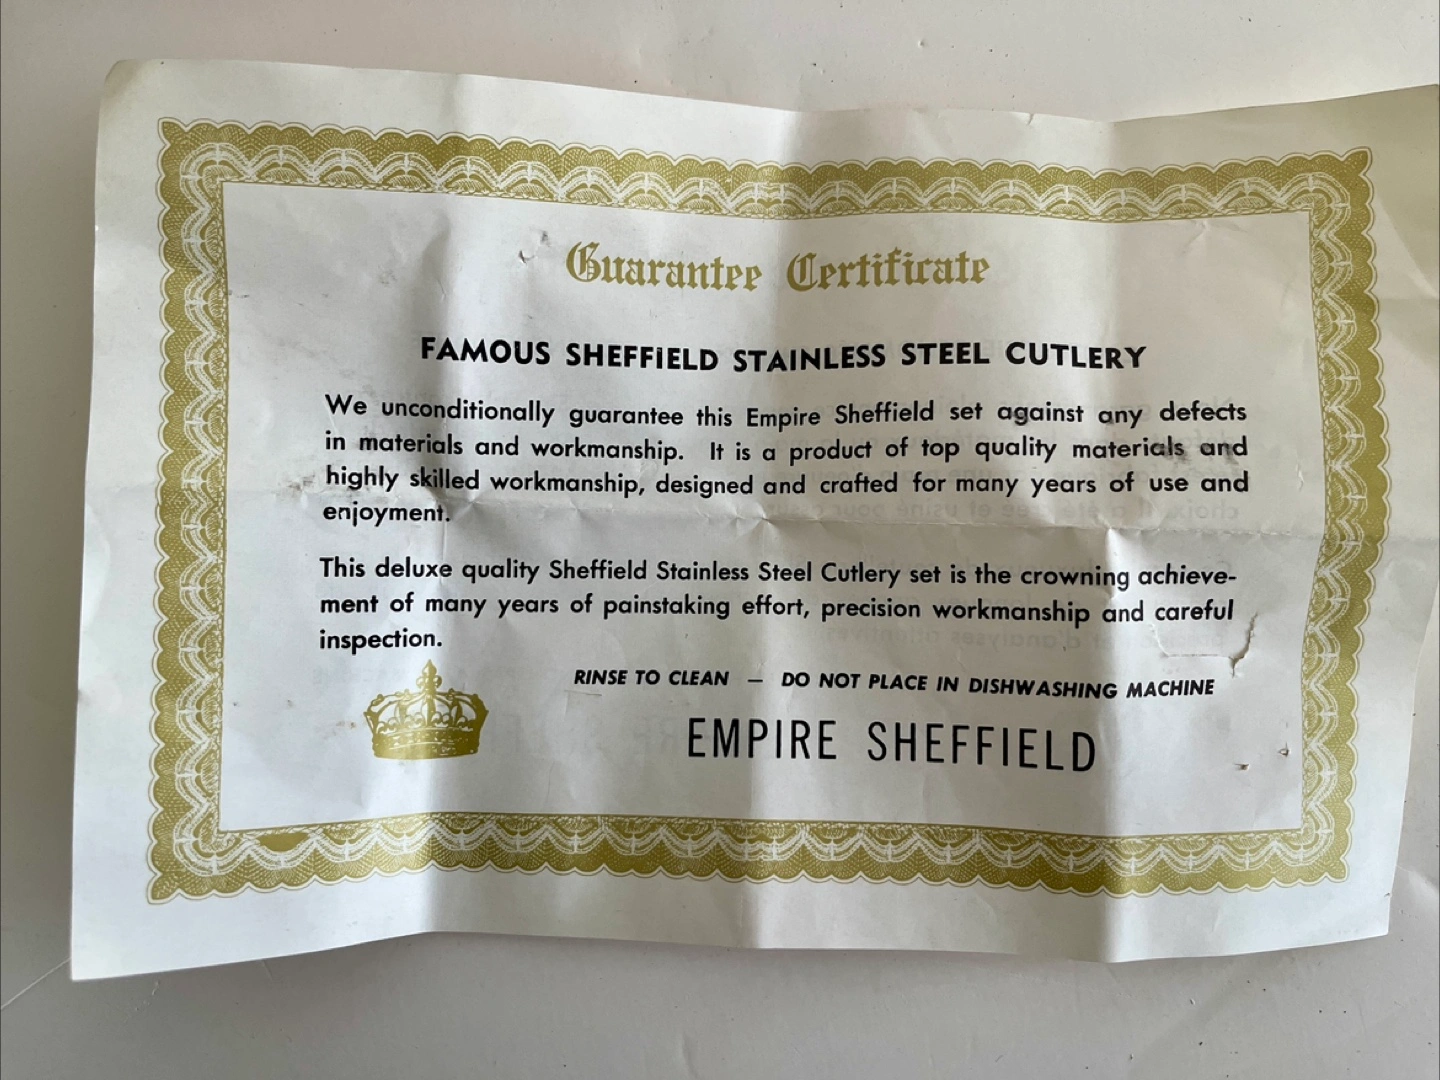 Guarantee Certificate
FAMOUS SHEFFiELD STAINLESS STEEL CUTLERY
We unconditionally guarantee this Empire Sheffield set against any defects
in materials and workmanship. It is a product of top quality materials and
highly skilled workmanship, designed and crafted for many years of use and
enjoyment.
This deluxe quality Sheffield Stainless Steel Cutlery set is the crowning achieve-
ment of many years of painstaking effort, precision workmanship and careful
inspection.
RINSE TO CLEAN — DO NOT PLACE IN DISHWASHING MACHINE
EMPIRE SHEFFIELD